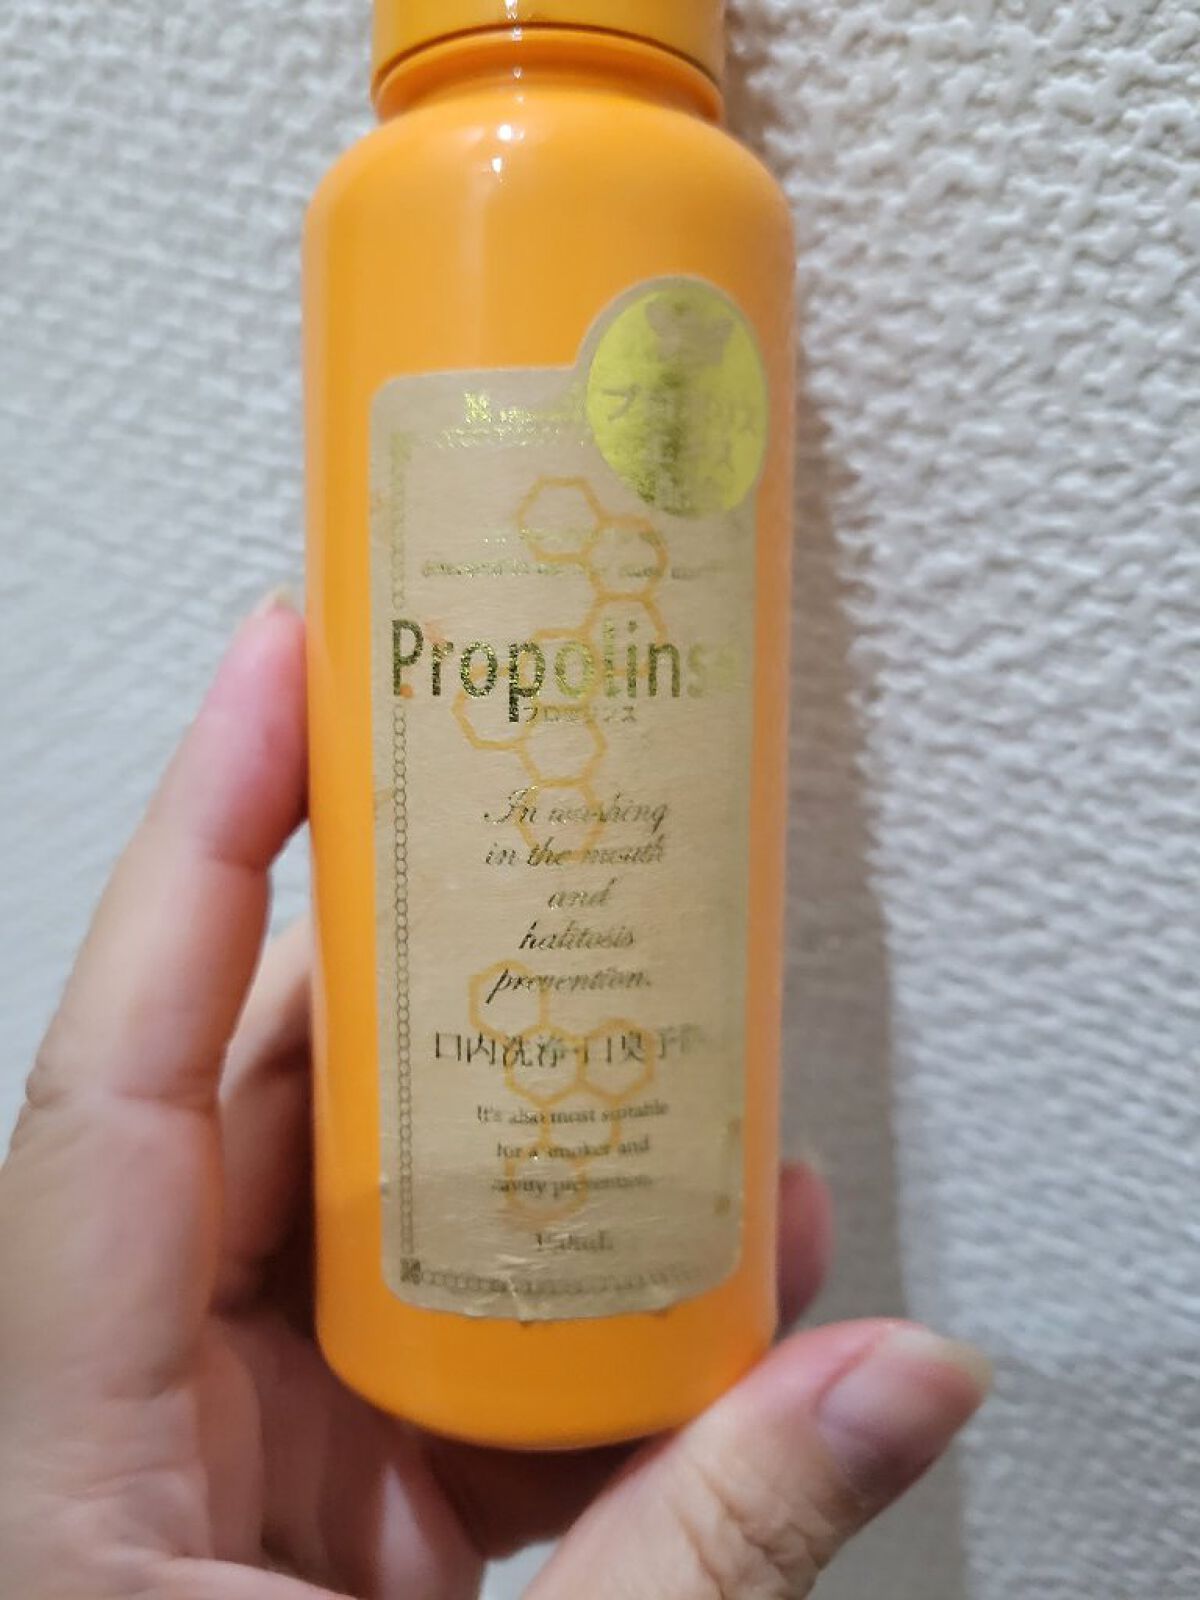 Propolinse
プロポリンス
In washing
in the mouth
and
halitosis
prevention.
口内洗浄・口臭予防
It's also most suitable
for a smoker and
cavity prevention
150mL